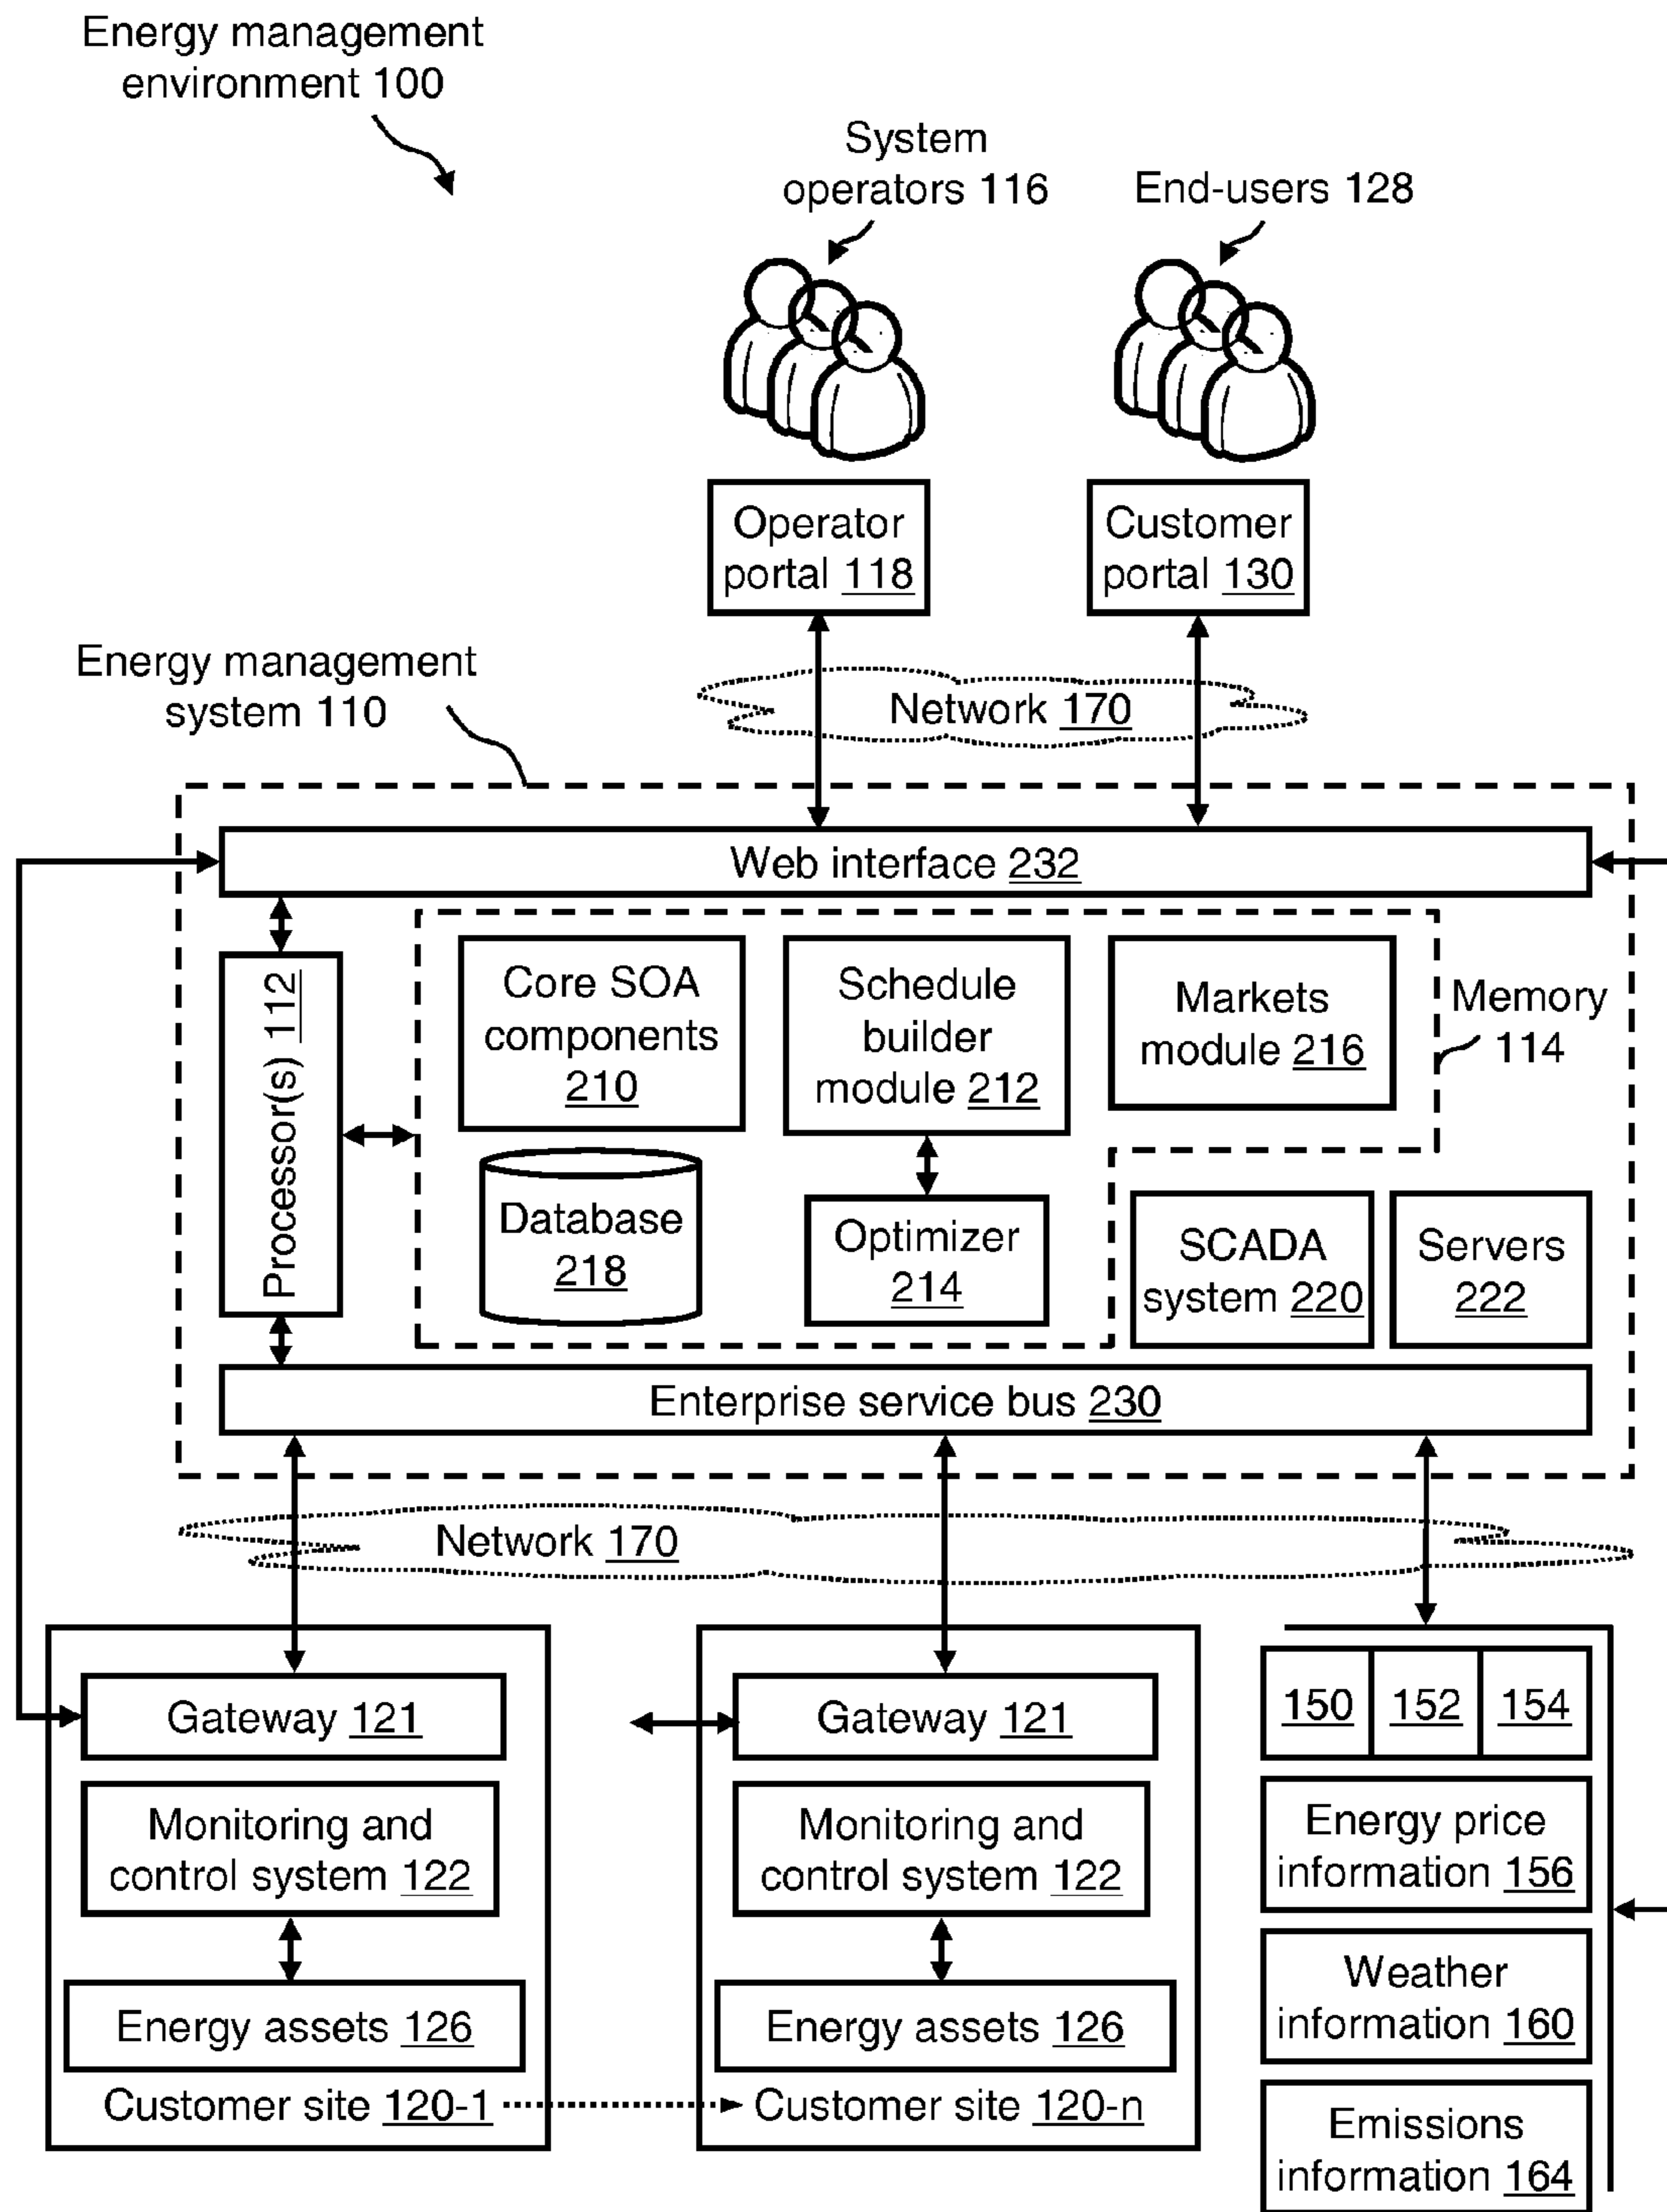 Energy management
environment 100
System
operators 116
End-users 128
Operator
portal 118
Customer
portal 130
Energy management
system 110
Network 170
Web interface 232
Processor(s) 112
Core SOA
components
210
Schedule
builder
module 212
Markets
module 216
Memory
114
Database
218
Optimizer
214
SCADA
system 220
Servers
222
Enterprise service bus 230
Network 170
Gateway 121
Monitoring and
control system 122
Energy assets 126
Customer site 120-1
Gateway 121
Monitoring and
control system 122
Energy assets 126
Customer site 120-n
150 152 154
Energy price
information 156
Weather
information 160
Emissions
information 164